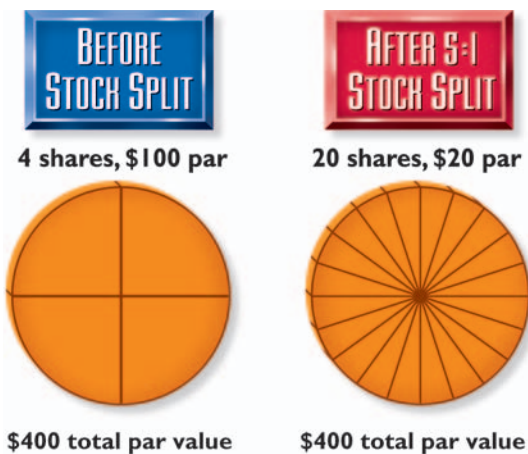 BEFORE
STOCK SPLIT
4 shares, $100 par
$400 total par value
AFTER 5:1
STOCK SPLIT
20 shares, $20 par
$400 total par value